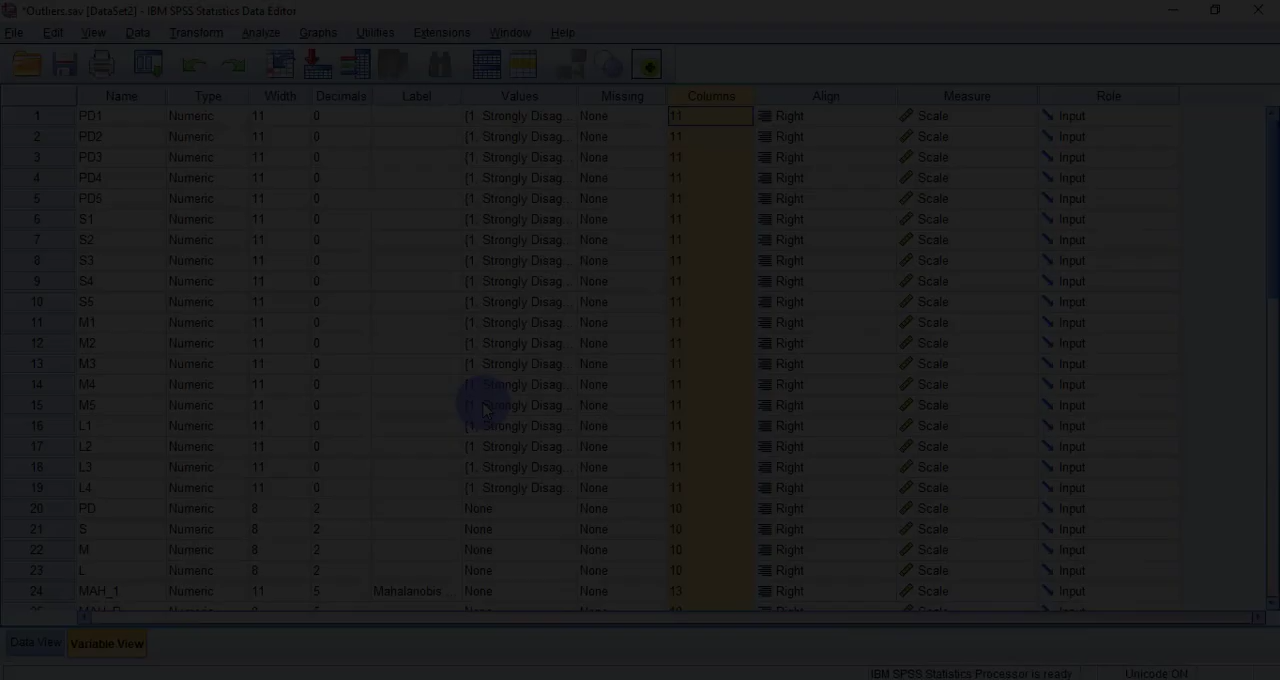 *Outliers.sav [DataSet2] - IBM SPSS Statistics Data Editor
File Edit View Data Transform Analyze Graphs Utilities Extensions Window Help
Name Type Width Decimals Label Values Missing Columns Align Measure Role
1 PD1 Numeric 11 0 {1, Strongly Disag... None 11 Right Scale Input
2 PD2 Numeric 11 0 {1, Strongly Disag... None 11 Right Scale Input
3 PD3 Numeric 11 0 {1, Strongly Disag... None 11 Right Scale Input
4 PD4 Numeric 11 0 {1, Strongly Disag... None 11 Right Scale Input
5 PD5 Numeric 11 0 {1, Strongly Disag... None 11 Right Scale Input
6 S1 Numeric 11 0 {1, Strongly Disag... None 11 Right Scale Input
7 S2 Numeric 11 0 {1, Strongly Disag... None 11 Right Scale Input
8 S3 Numeric 11 0 {1, Strongly Disag... None 11 Right Scale Input
9 S4 Numeric 11 0 {1, Strongly Disag... None 11 Right Scale Input
10 S5 Numeric 11 0 {1, Strongly Disag... None 11 Right Scale Input
11 M1 Numeric 11 0 {1, Strongly Disag... None 11 Right Scale Input
12 M2 Numeric 11 0 {1, Strongly Disag... None 11 Right Scale Input
13 M3 Numeric 11 0 {1, Strongly Disag... None 11 Right Scale Input
14 M4 Numeric 11 0 {1, Strongly Disag... None 11 Right Scale Input
15 M5 Numeric 11 0 {1, Strongly Disag... None 11 Right Scale Input
16 L1 Numeric 11 0 {1, Strongly Disag... None 11 Right Scale Input
17 L2 Numeric 11 0 {1, Strongly Disag... None 11 Right Scale Input
18 L3 Numeric 11 0 {1, Strongly Disag... None 11 Right Scale Input
19 L4 Numeric 11 0 {1, Strongly Disag... None 11 Right Scale Input
20 PD Numeric 8 2 None None 10 Right Scale Input
21 S Numeric 8 2 None None 10 Right Scale Input
22 M Numeric 8 2 None None 10 Right Scale Input
23 L Numeric 8 2 None None 10 Right Scale Input
24 MAH_1 Numeric 11 5 Mahalanobis ... None None 13 Right Scale Input
Data View Variable View
IBM SPSS Statistics Processor is ready Unicode:ON